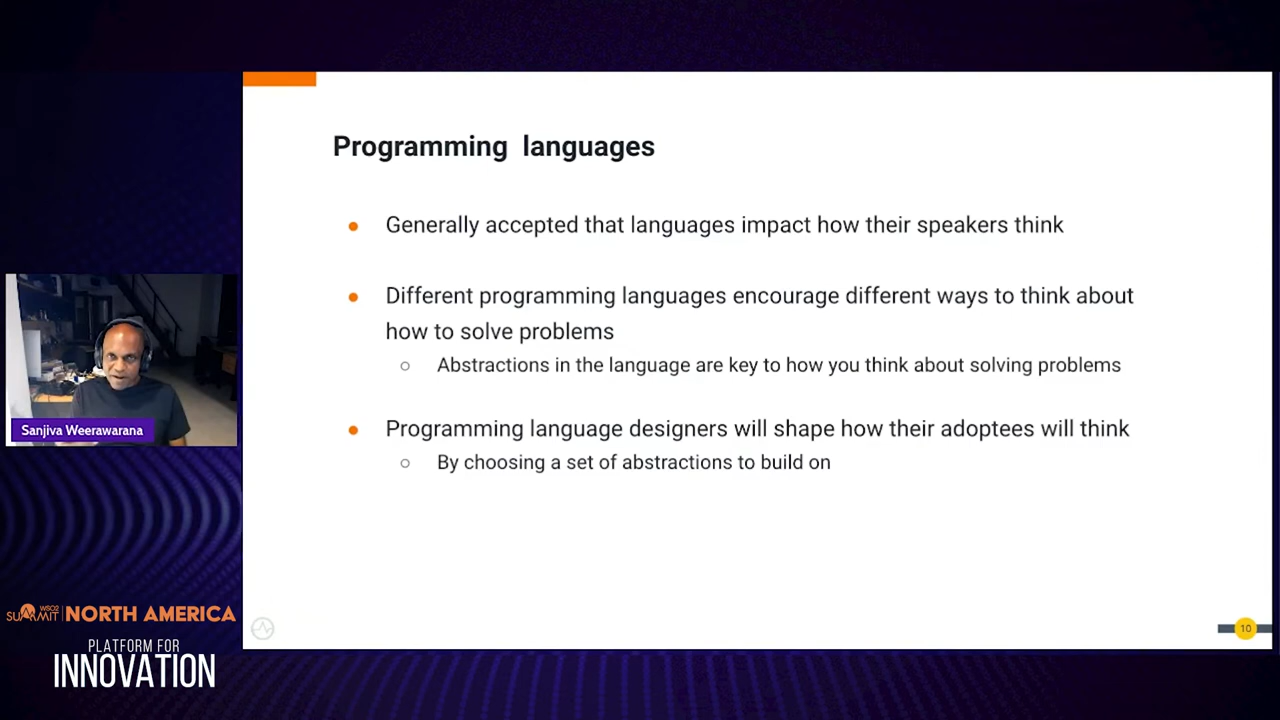 Programming languages
Generally accepted that languages impact how their speakers think
Different programming languages encourage different ways to think about
how to solve problems
Abstractions in the language are key to how you think about solving problems
Programming language designers will shape how their adoptees will think
By choosing a set of abstractions to build on
Sanjiva Weerawarana
WSO2
SUMMIT NORTH AMERICA
PLATFORM FOR
INNOVATION
10